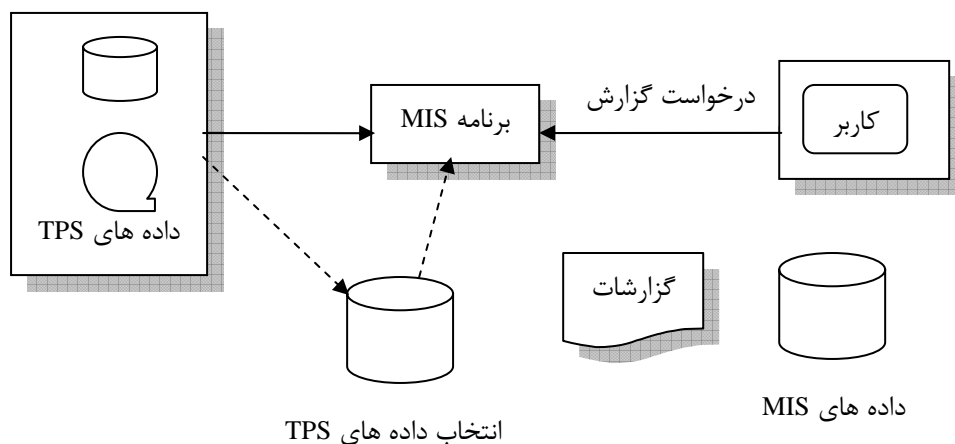 درخواست گزارش
کاربر
برنامه MIS
داده های TPS
گزارشات
داده های MIS
انتخاب داده های TPS